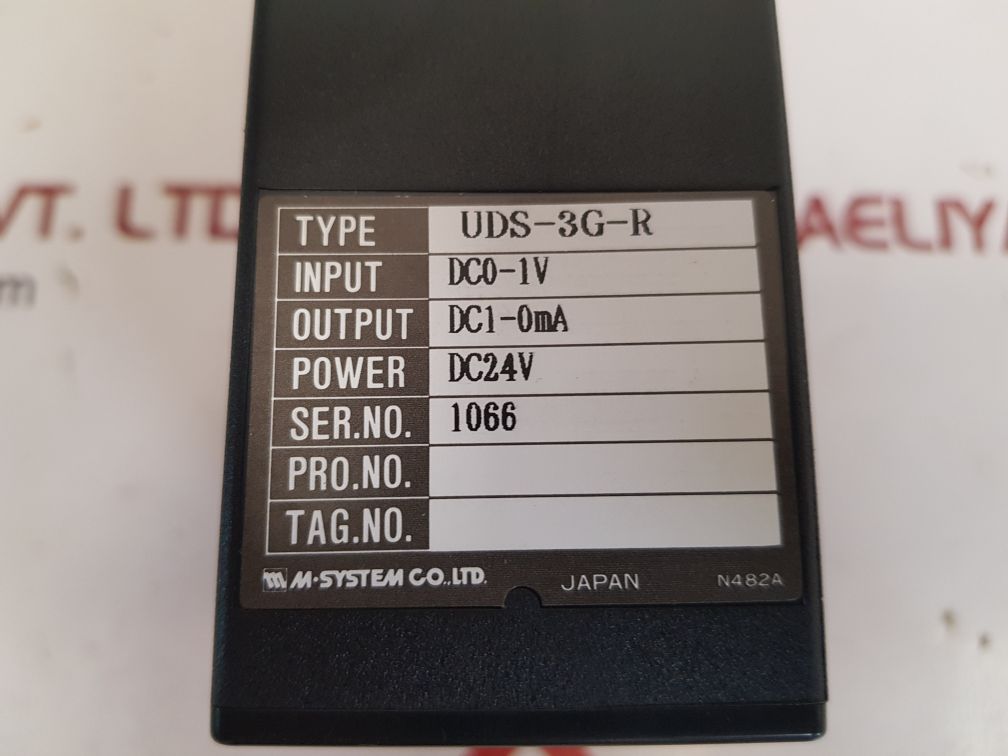 VT. LTD
AELIY
m
TYPE UDS-3G-R
INPUT DC0-1V
OUTPUT DC1-0mA
POWER DC24V
SER.NO. 1066
PRO.NO.
TAG.NO.
M-SYSTEM CO.,LTD. JAPAN N482A